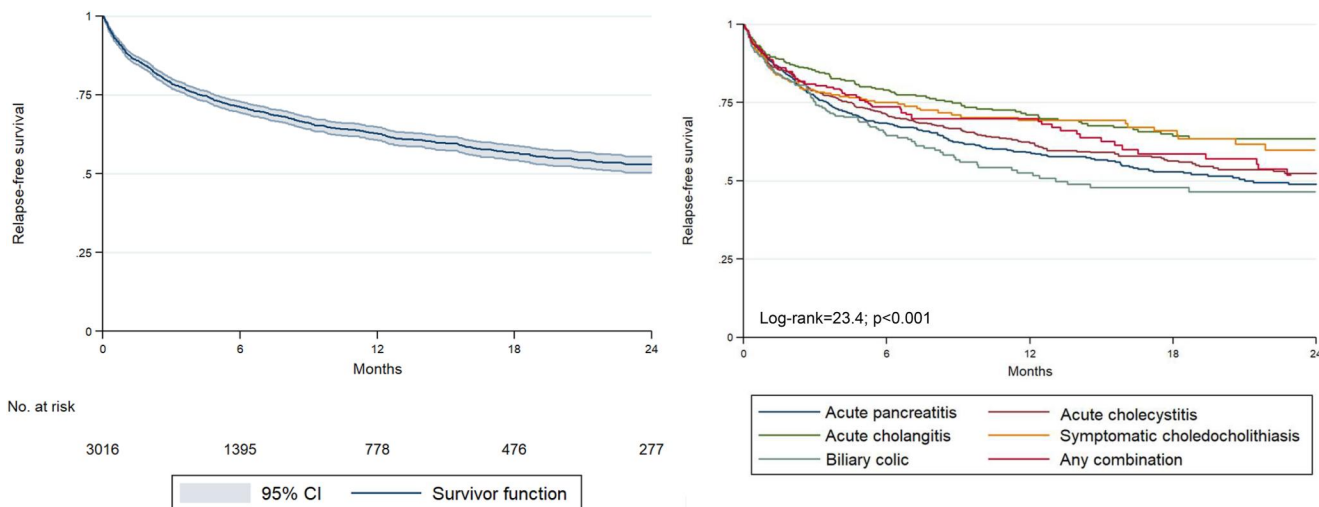 1
.75
.5
.25
0
Relapse-free survival
0 6 12 18 24
Months
No. at risk
3016 1395 778 476 277
95% CI Survivor function
1
.75
.5
.25
0
Relapse-free survival
Log-rank=23.4; p<0.001
0 6 12 18 24
Months
Acute pancreatitis Acute cholecystitis
Acute cholangitis Symptomatic choledocholithiasis
Biliary colic Any combination